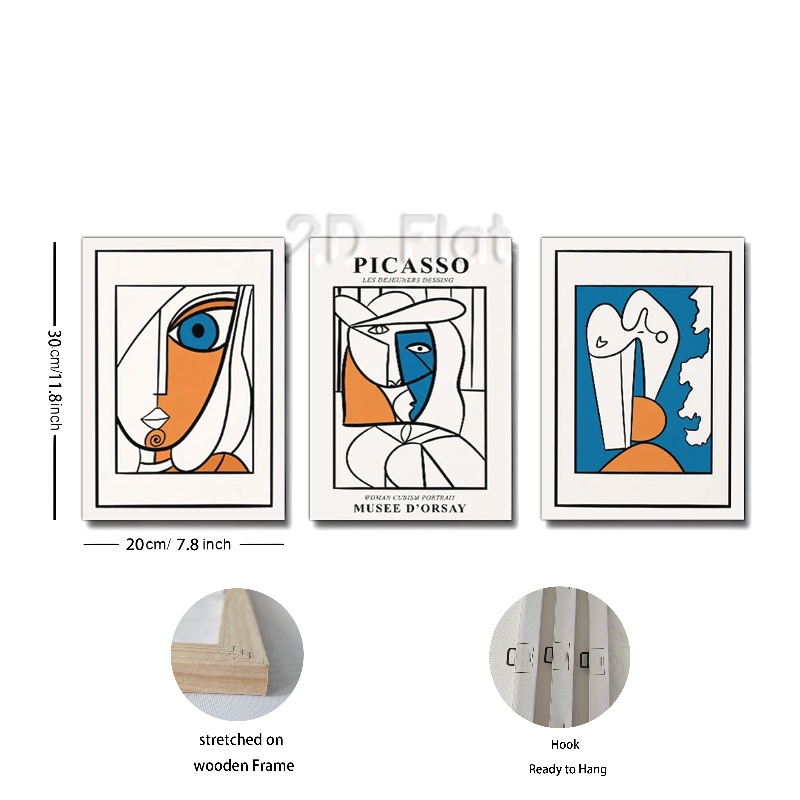 2D Flat
PICASSO
LES DEJEUNERS DESSING
WOMAN CUBISM PORTRAIT
MUSEE D'ORSAY
30cm/11.8inch
20cm/ 7.8 inch
stretched on
wooden Frame
Hook
Ready to Hang